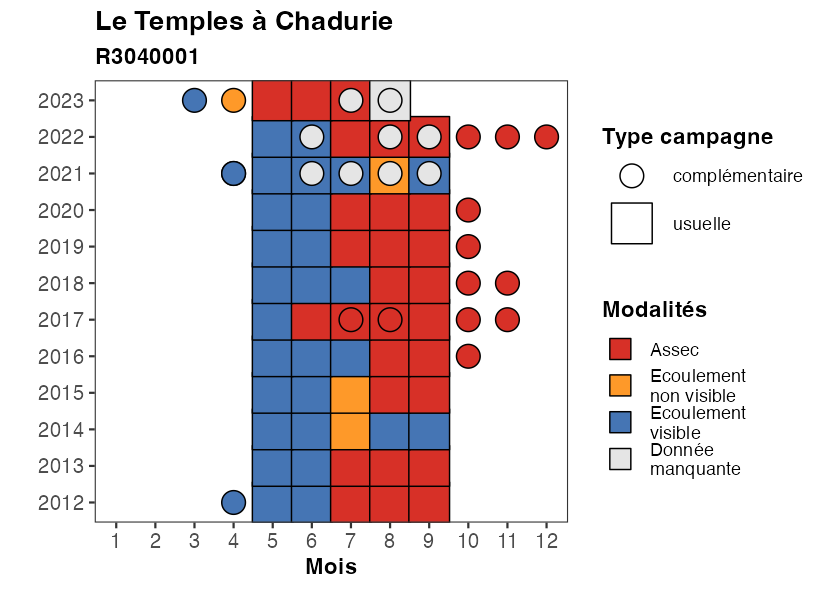 Le Temples à Chadurie
R3040001
2023
2022
2021
2020
2019
2018
2017
2016
2015
2014
2013
2012
1 2 3 4 5 6 7 8 9 10 11 12
Mois
Type campagne
complémentaire
usuelle
Modalités
Assec
Ecoulement
non visible
Ecoulement
visible
Donnée
manquante